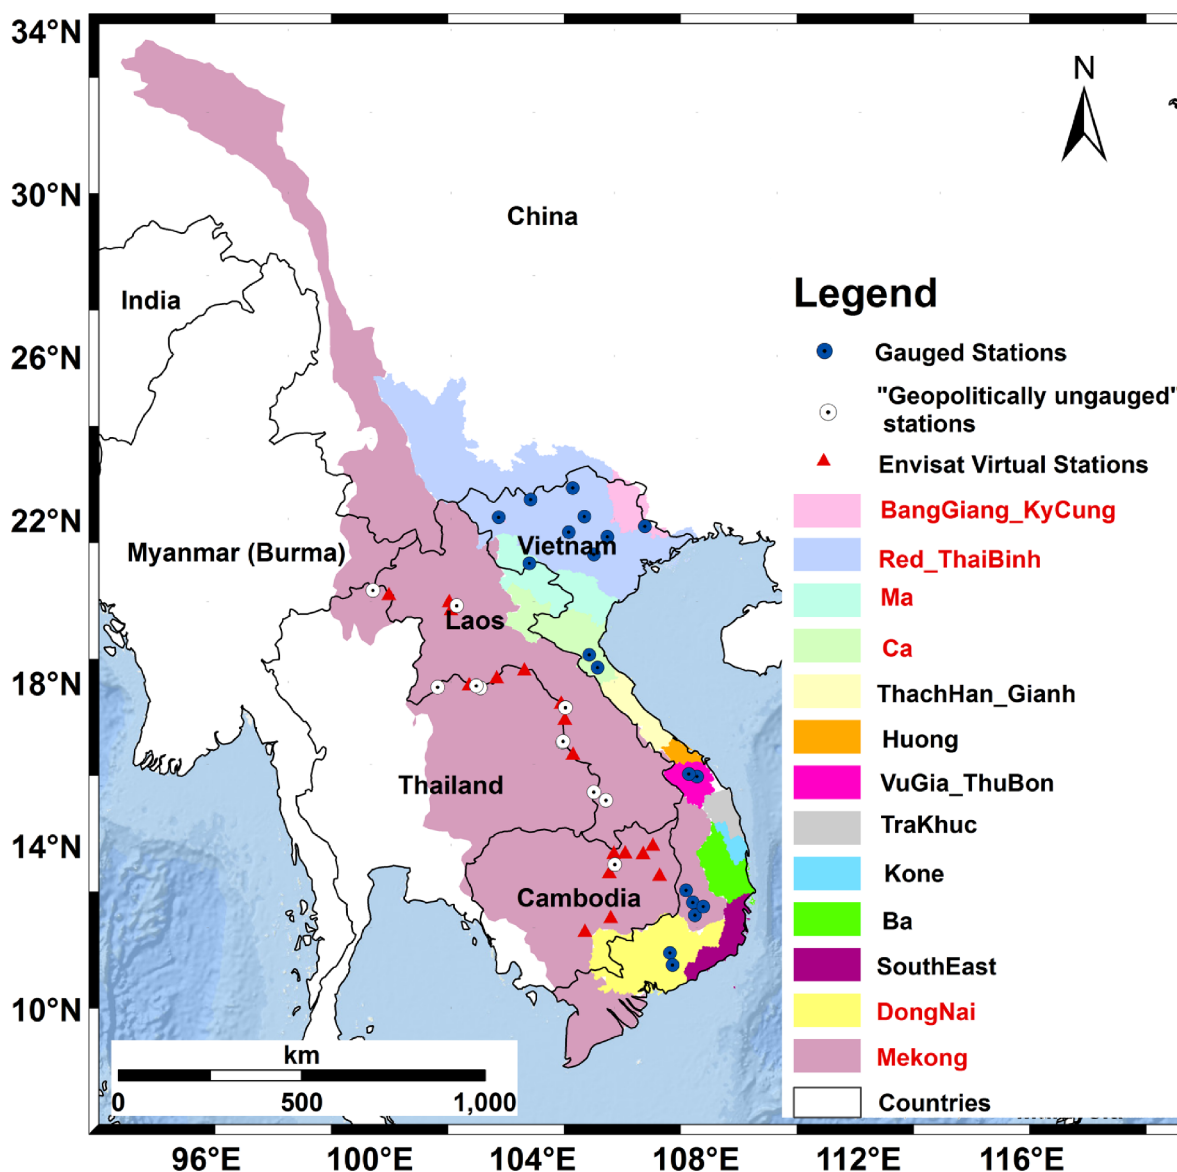 34°N
30°N
26°N
22°N
18°N
14°N
10°N
N
China
India
Myanmar (Burma)
Vietnam
Laos
Thailand
Cambodia
Legend
Gauged Stations
"Geopolitically ungauged"
stations
Envisat Virtual Stations
BangGiang_KyCung
Red_ThaiBinh
Ma
Ca
ThachHan_Gianh
Huong
VuGia_ThuBon
TraKhuc
Kone
Ba
SouthEast
DongNai
Mekong
Countries
km
0 500 1,000
96°E 100°E 104°E 108°E 112°E 116°E